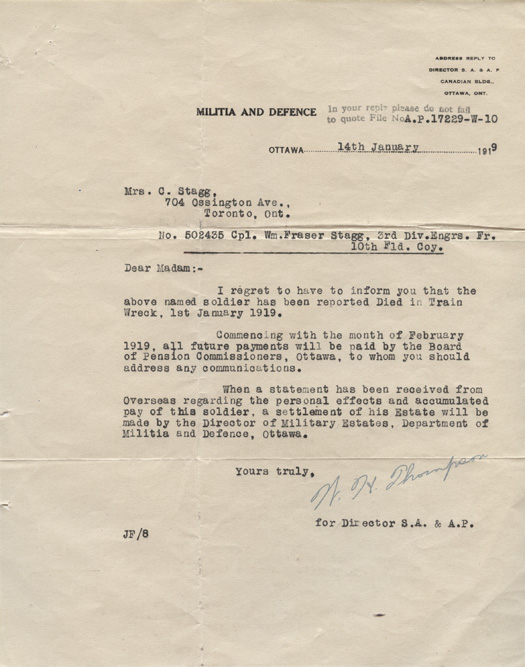 ADDRESS REPLY TO
DIRECTOR S. A. & A. P
CANADIAN BLDG.,
OTTAWA, ONT.
MILITIA AND DEFENCE In your reply please do not fail
to quote File No A.P.17229-W-10
OTTAWA 14th January 1919
Mrs. C. Stagg,
704 Ossington Ave.,
Toronto, Ont.
No. 502435 Cpl. Wm.Fraser Stagg, 3rd Div.Engrs. Fr.
10th Fld. Coy.
Dear Madam:-
I regret to have to inform you that the
above named soldier has been reported Died in Train
Wreck, 1st January 1919.
Commencing with the month of February
1919, all future payments will be paid by the Board
of Pension Commissioners, Ottawa, to whom you should
address any communications.
When a statement has been received from
Overseas regarding the personal effects and accumulated
pay of this soldier, a settlement of his Estate will be
made by the Director of Military Estates, Department of
Militia and Defence, Ottawa.
Yours truly,
W. H. Thompson
for Director S.A. & A.P.
JF/8